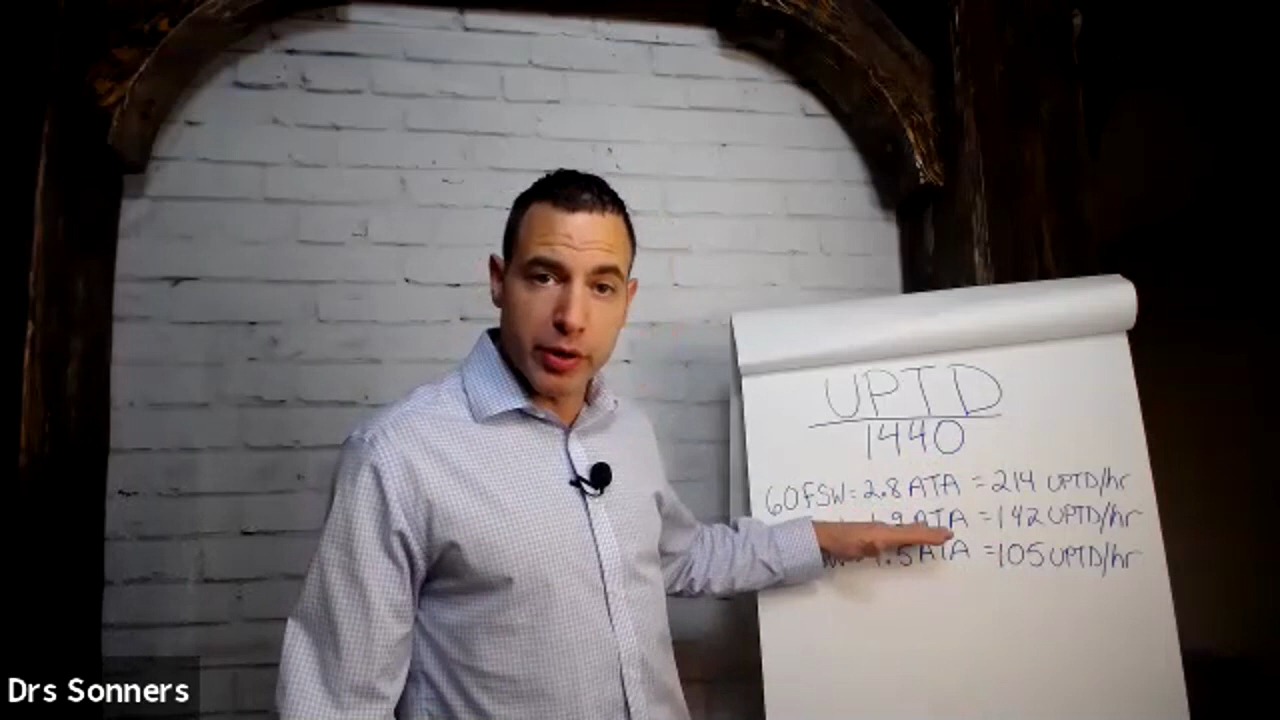 UPTD
1440
60FSW = 2.8 ATA = 214 UPTD/hr
1.9 ATA = 142 UPTD/hr
1.5 ATA = 105 UPTD/hr
Drs Sonners